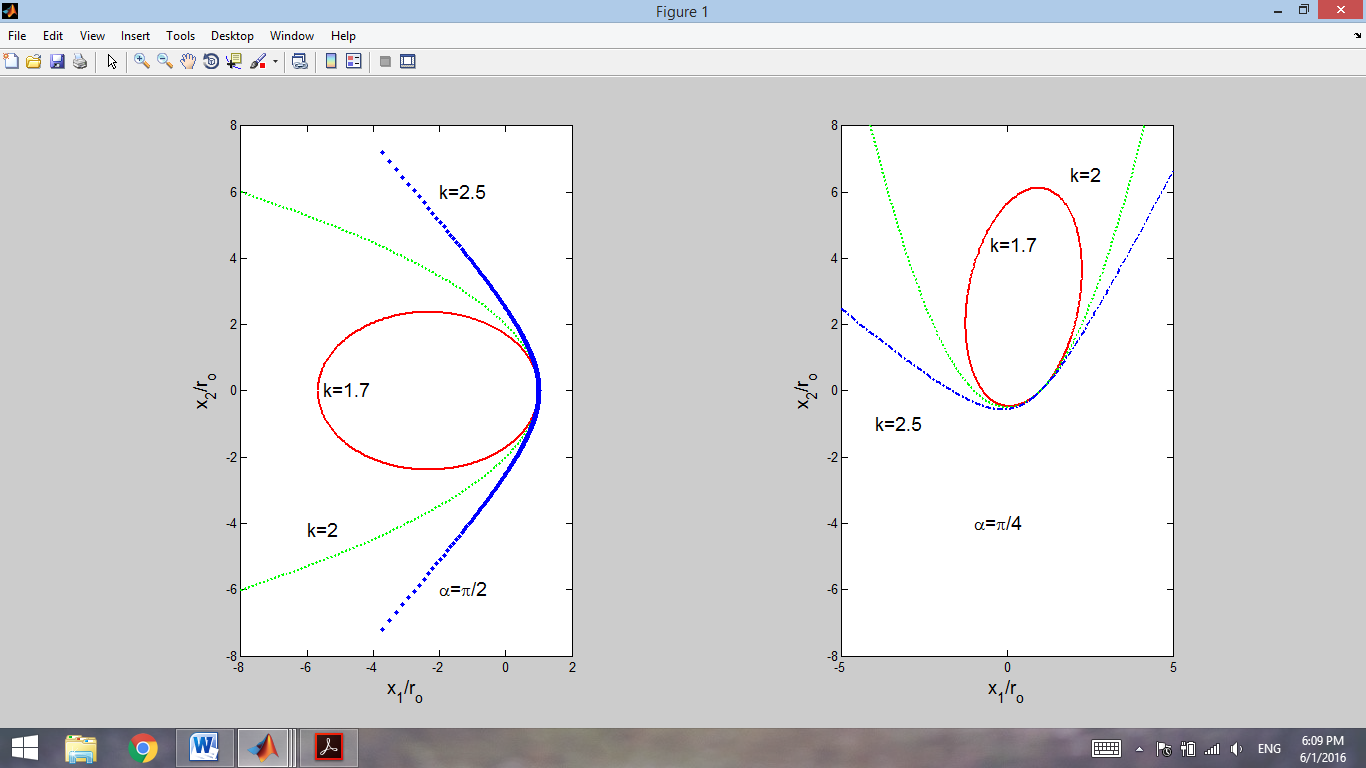 Figure 1
File Edit View Insert Tools Desktop Window Help
8
6
4
2
0
-2
-4
-6
-8
x2/ro
k=2.5
k=1.7
k=2
α=π/2
-8 -6 -4 -2 0 2
x1/ro
8
6
4
2
0
-2
-4
-6
-8
x2/ro
k=2
k=1.7
k=2.5
α=π/4
-5 0 5
x1/ro
ENG
6:09 PM
6/1/2016